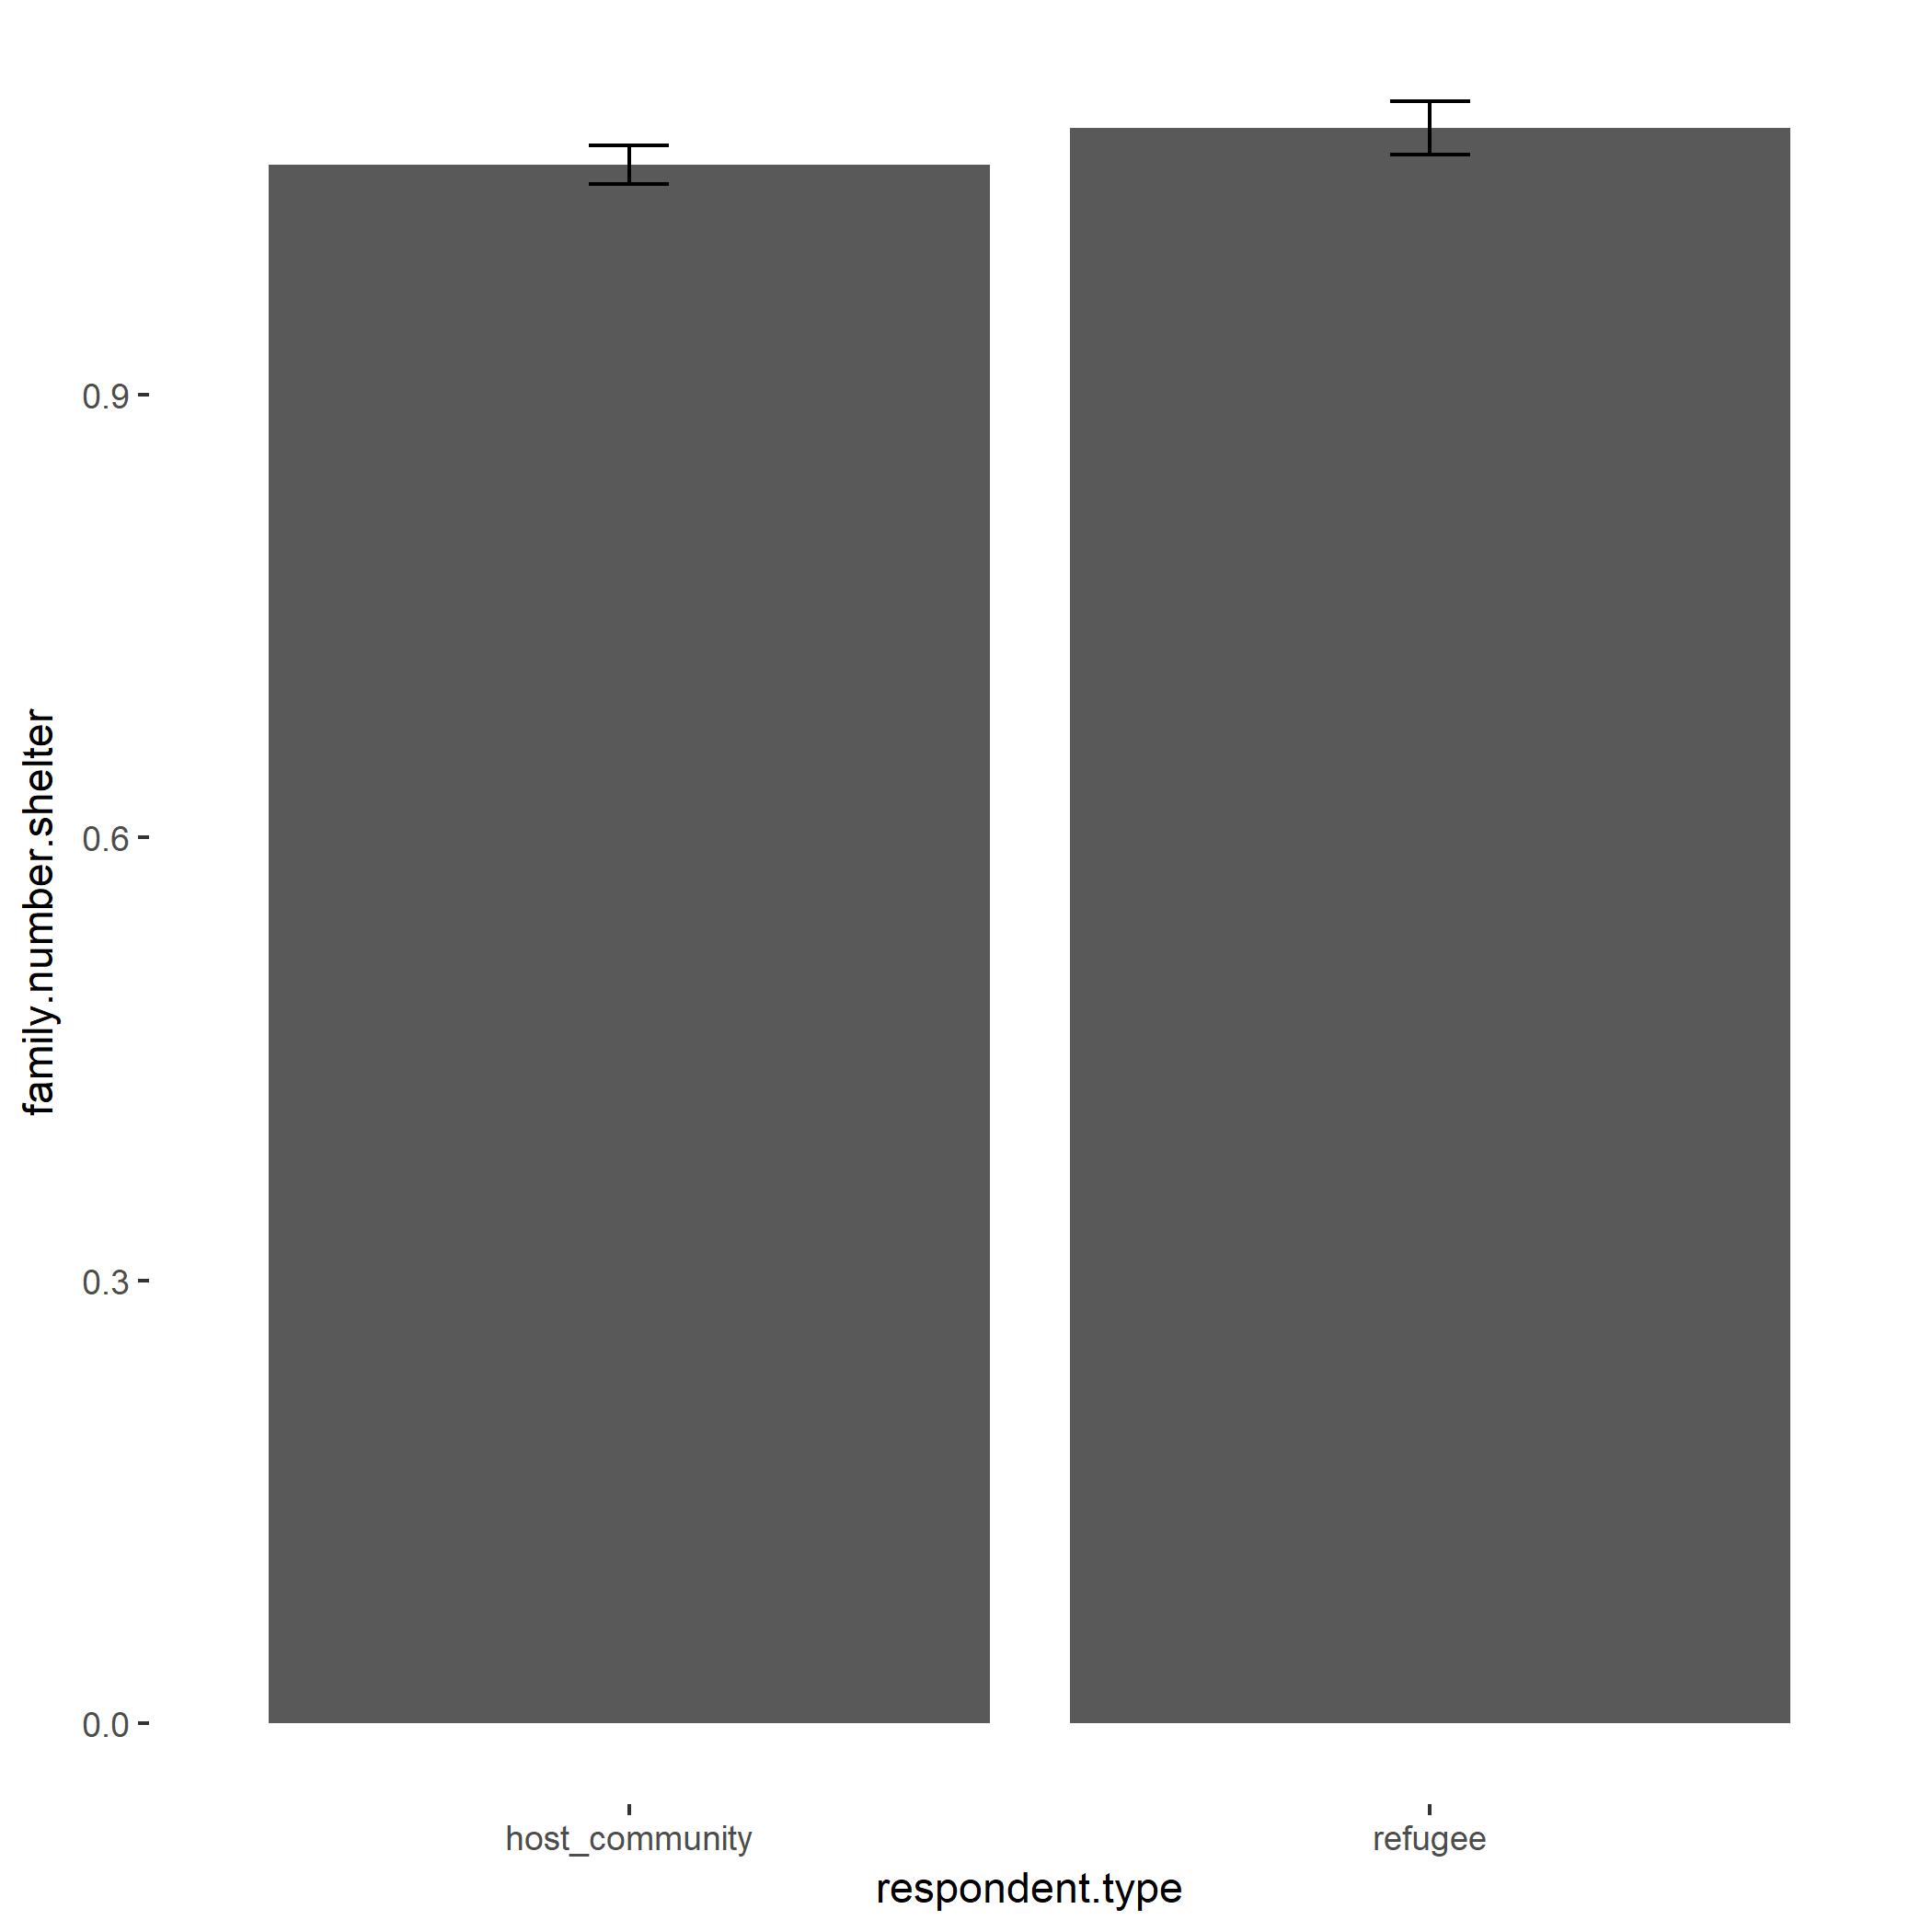 family.number.shelter
0.9
0.6
0.3
0.0
host_community
refugee
respondent.type